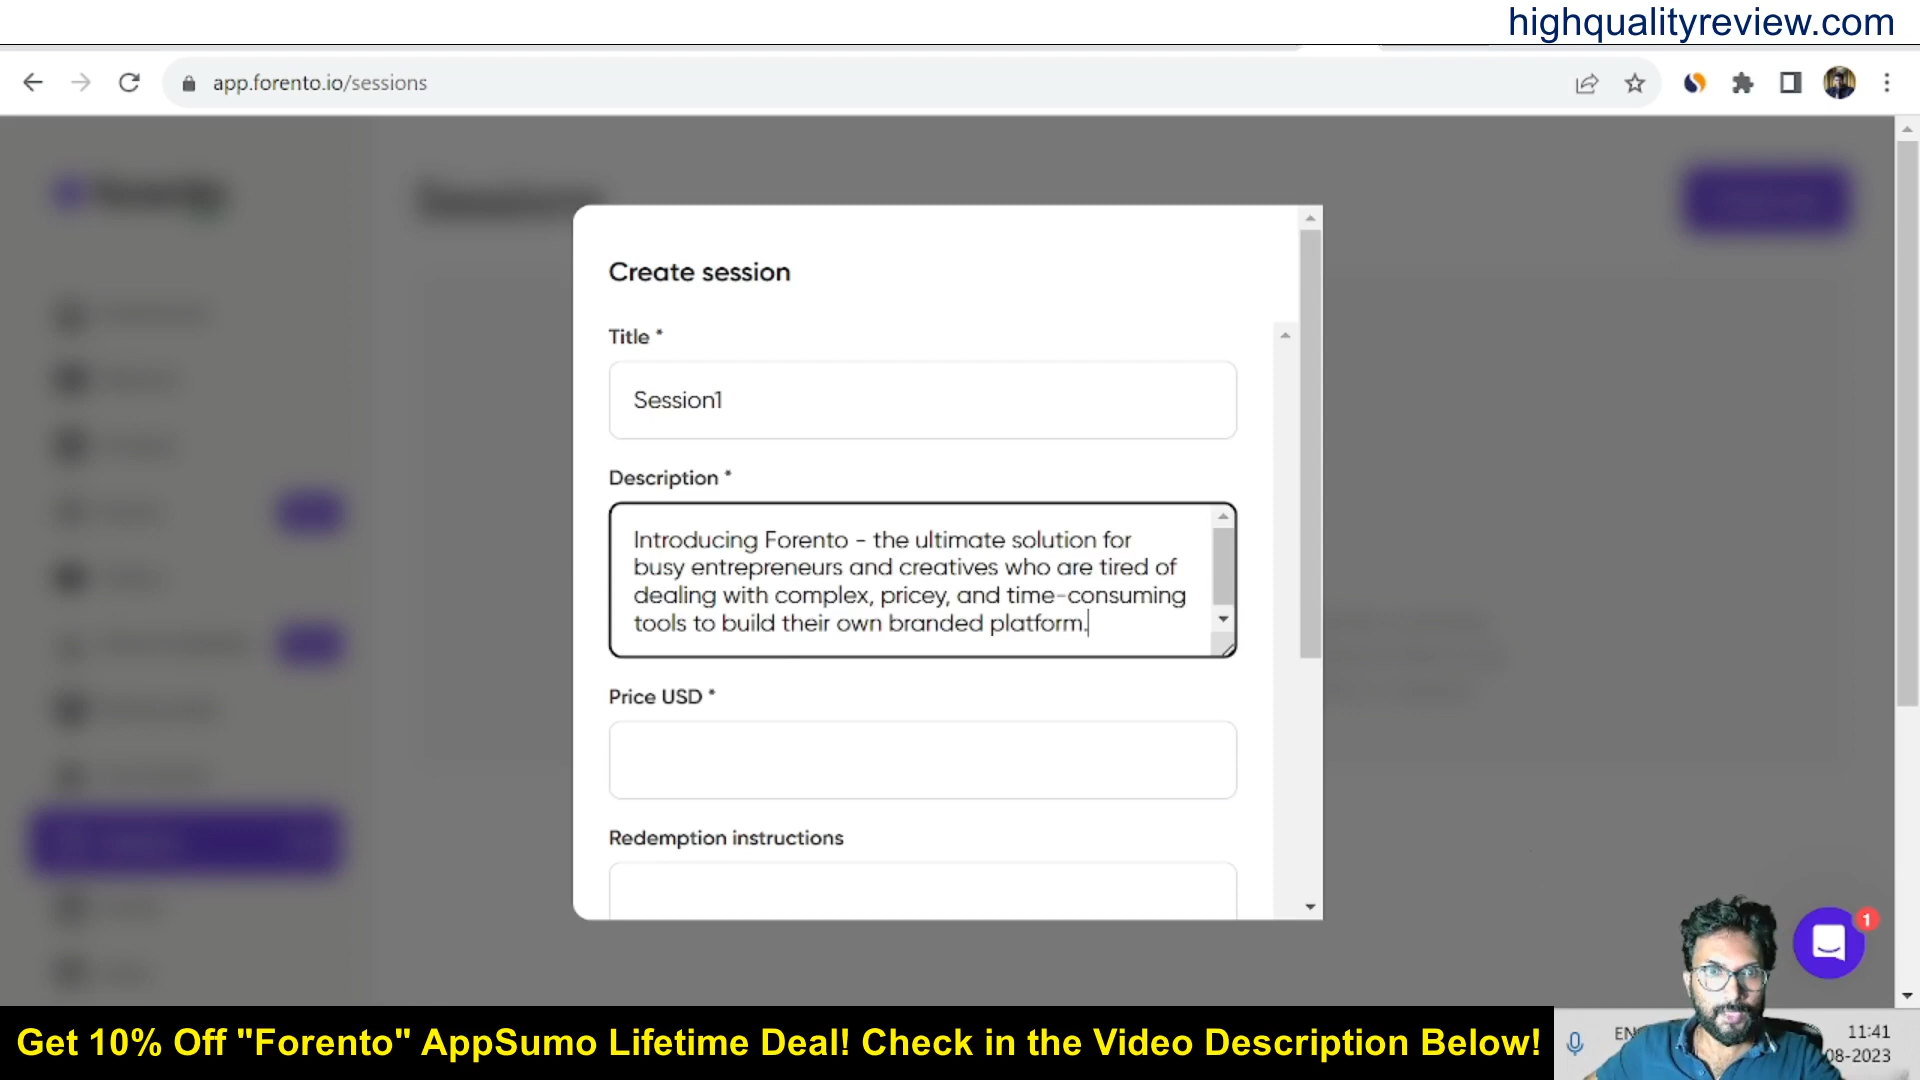 highqualityreview.com
app.forento.io/sessions
Create session
Title *
Session1
Description *
Introducing Forento - the ultimate solution for
busy entrepreneurs and creatives who are tired of
dealing with complex, pricey, and time-consuming
tools to build their own branded platform.
Price USD *
Redemption instructions
1
Get 10% Off "Forento" AppSumo Lifetime Deal! Check in the Video Description Below!
11:41
08-2023